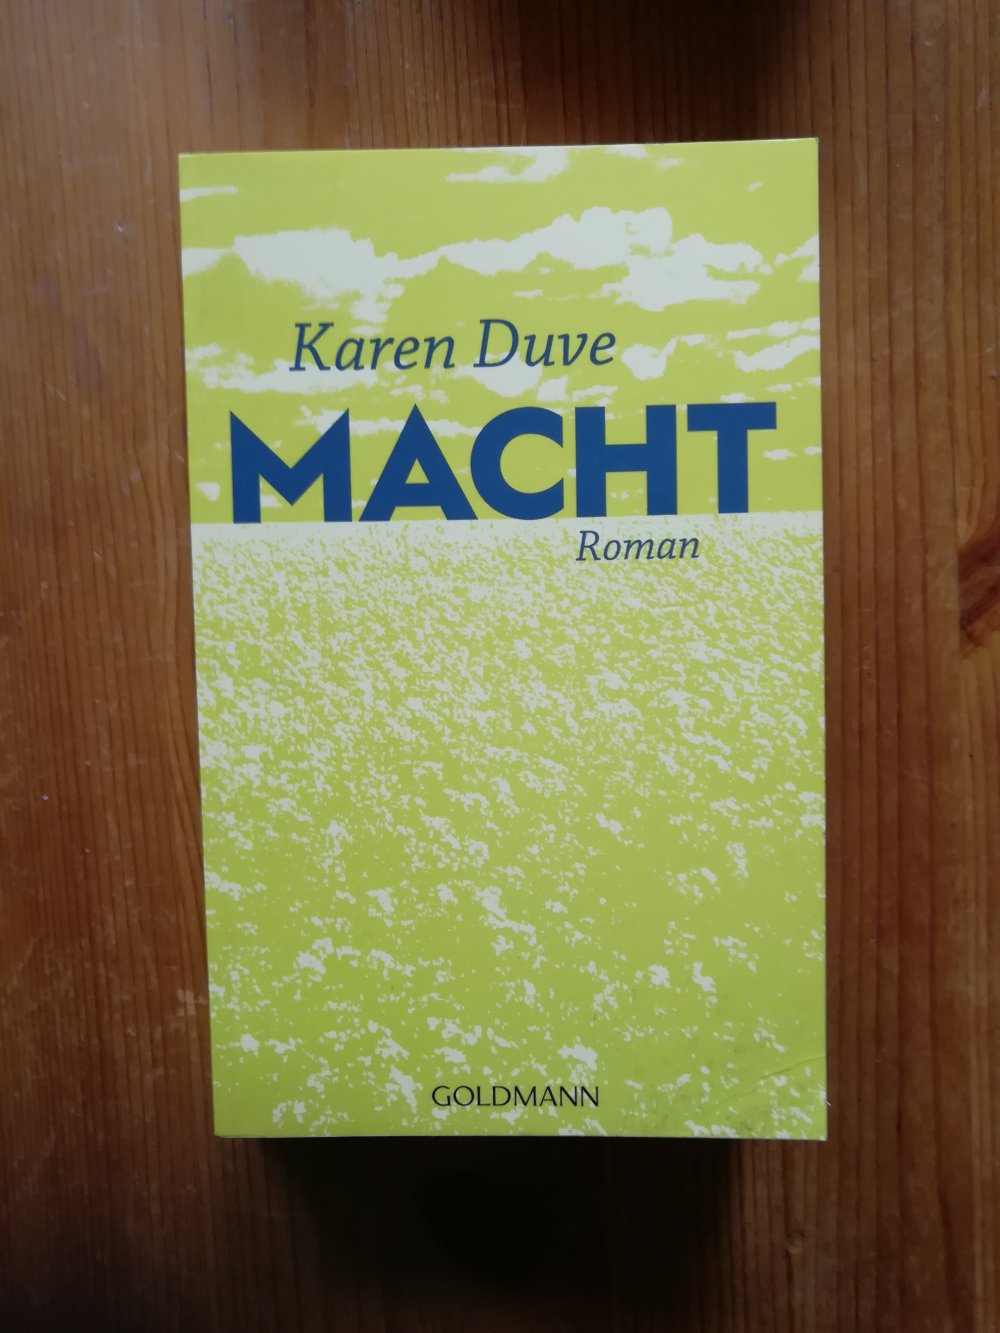 Karen Duve
MACHT
Roman
GOLDMANN